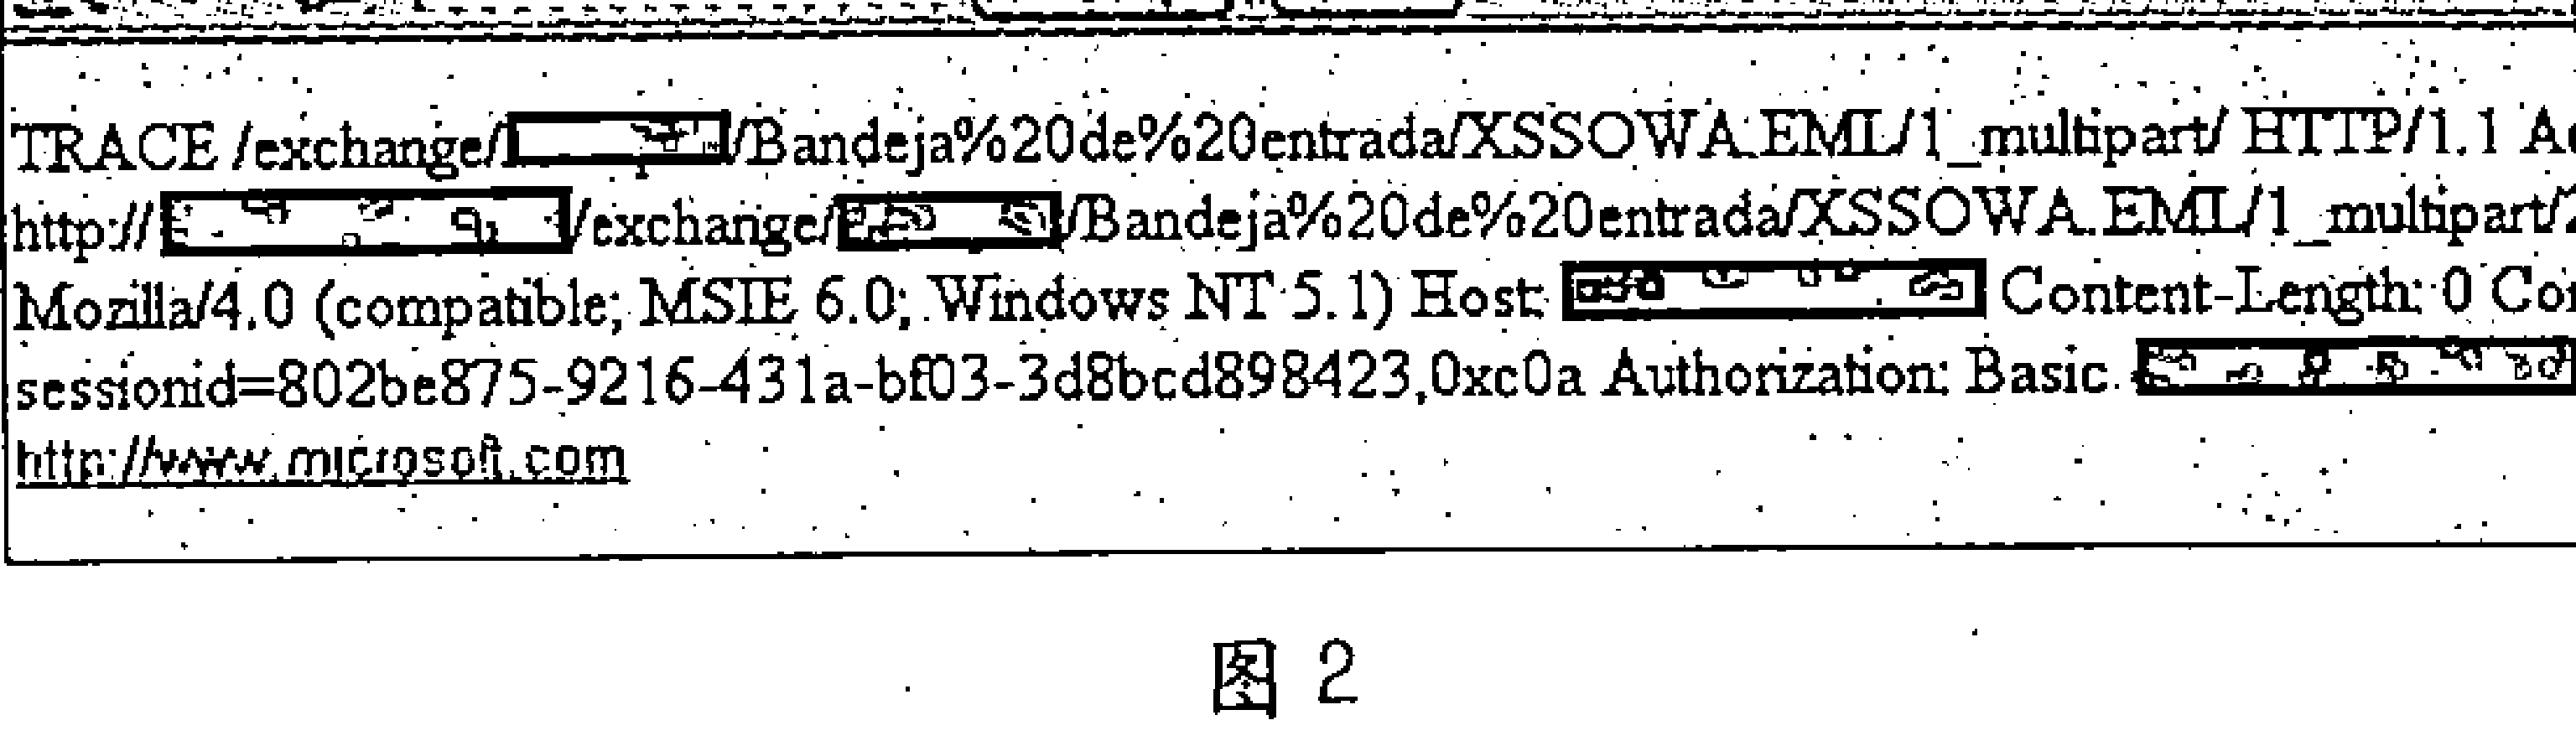 TRACE /exchange/ /Bandeja%20de%20entrada/XSSOWA.EML/1_multipart/ HTTP/1.1
http:// /exchange/ /Bandeja%20de%20entrada/XSSOWA.EML/1_multipart/
Mozilla/4.0 (compatible; MSIE 6.0; Windows NT 5.1) Host: Content-Length: 0
sessionid=802be875-9216-431a-bf03-3d8bcd898423,0xc0a Authorization: Basic
http://www.microsoft.com
图 2